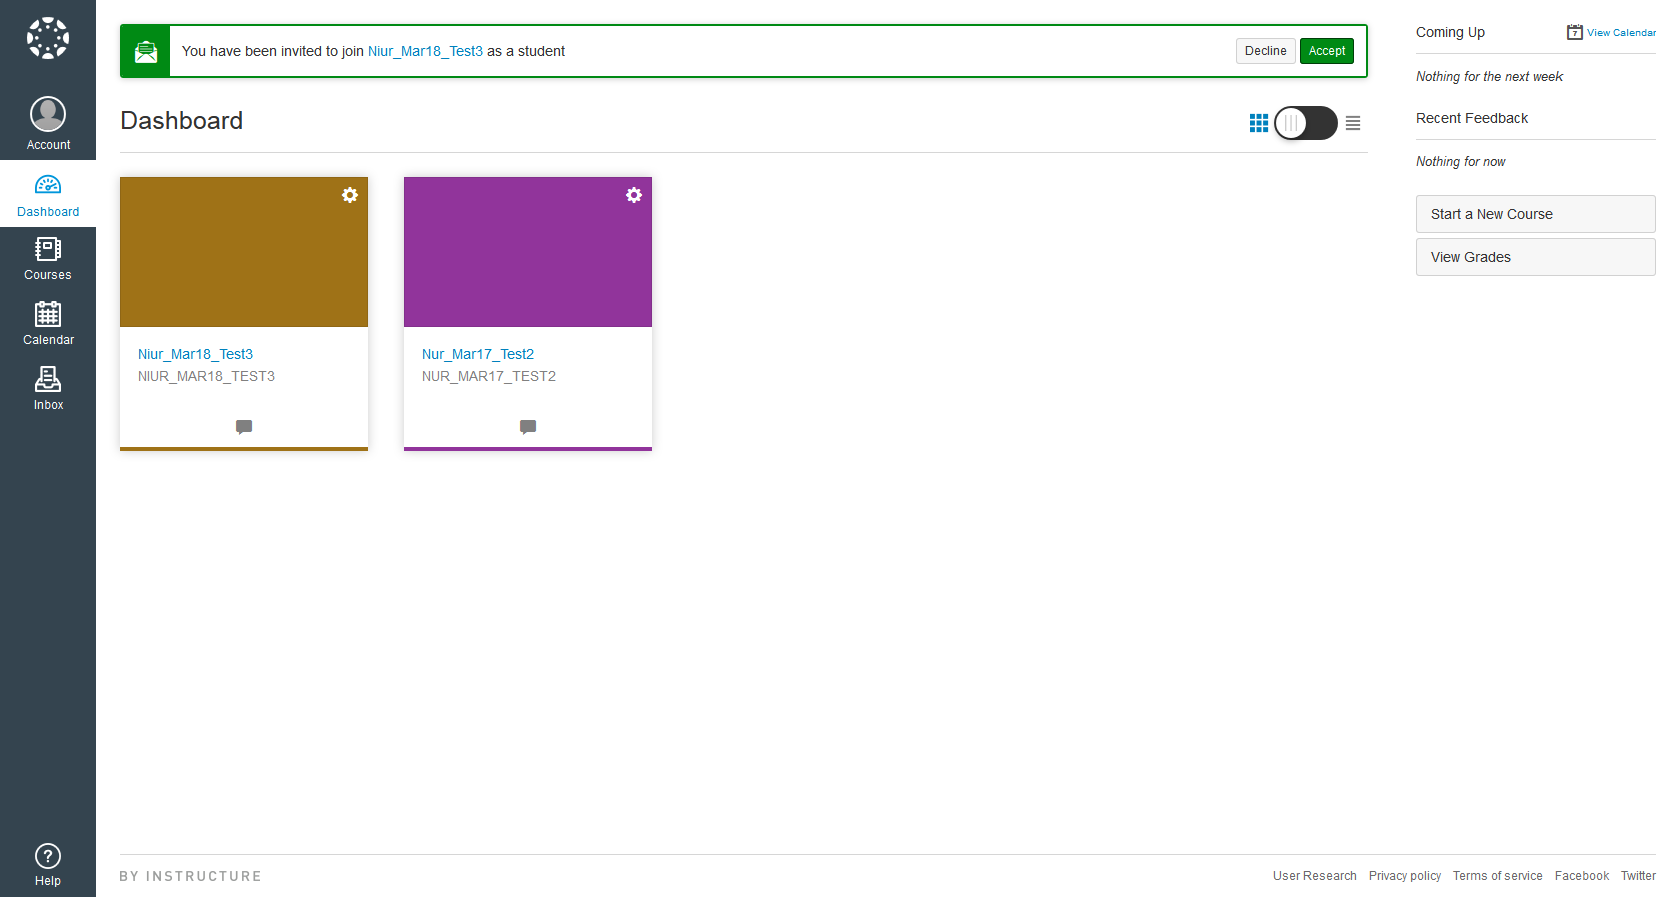 You have been invited to join Niur_Mar18_Test3 as a student
Decline
Accept
Dashboard
Account
Dashboard
Courses
Calendar
Inbox
Help
Niur_Mar18_Test3
NIUR_MAR18_TEST3
Nur_Mar17_Test2
NUR_MAR17_TEST2
Coming Up
7
View Calendar
Nothing for the next week
Recent Feedback
Nothing for now
Start a New Course
View Grades
BY INSTRUCTURE
User Research Privacy policy Terms of service Facebook Twitter